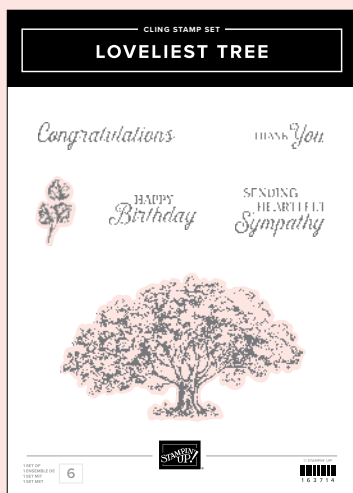 CLING STAMP SET
LOVELIEST TREE
Congratulations
THANK You
HAPPY
Birthday
SENDING
HEARTFELT
Sympathy
STAMPIN'
UP!
1 SET OF
1 ENSEMBLE DE
1 SET MIT
1 SET MET
6
© STAMPIN' UP!
163714